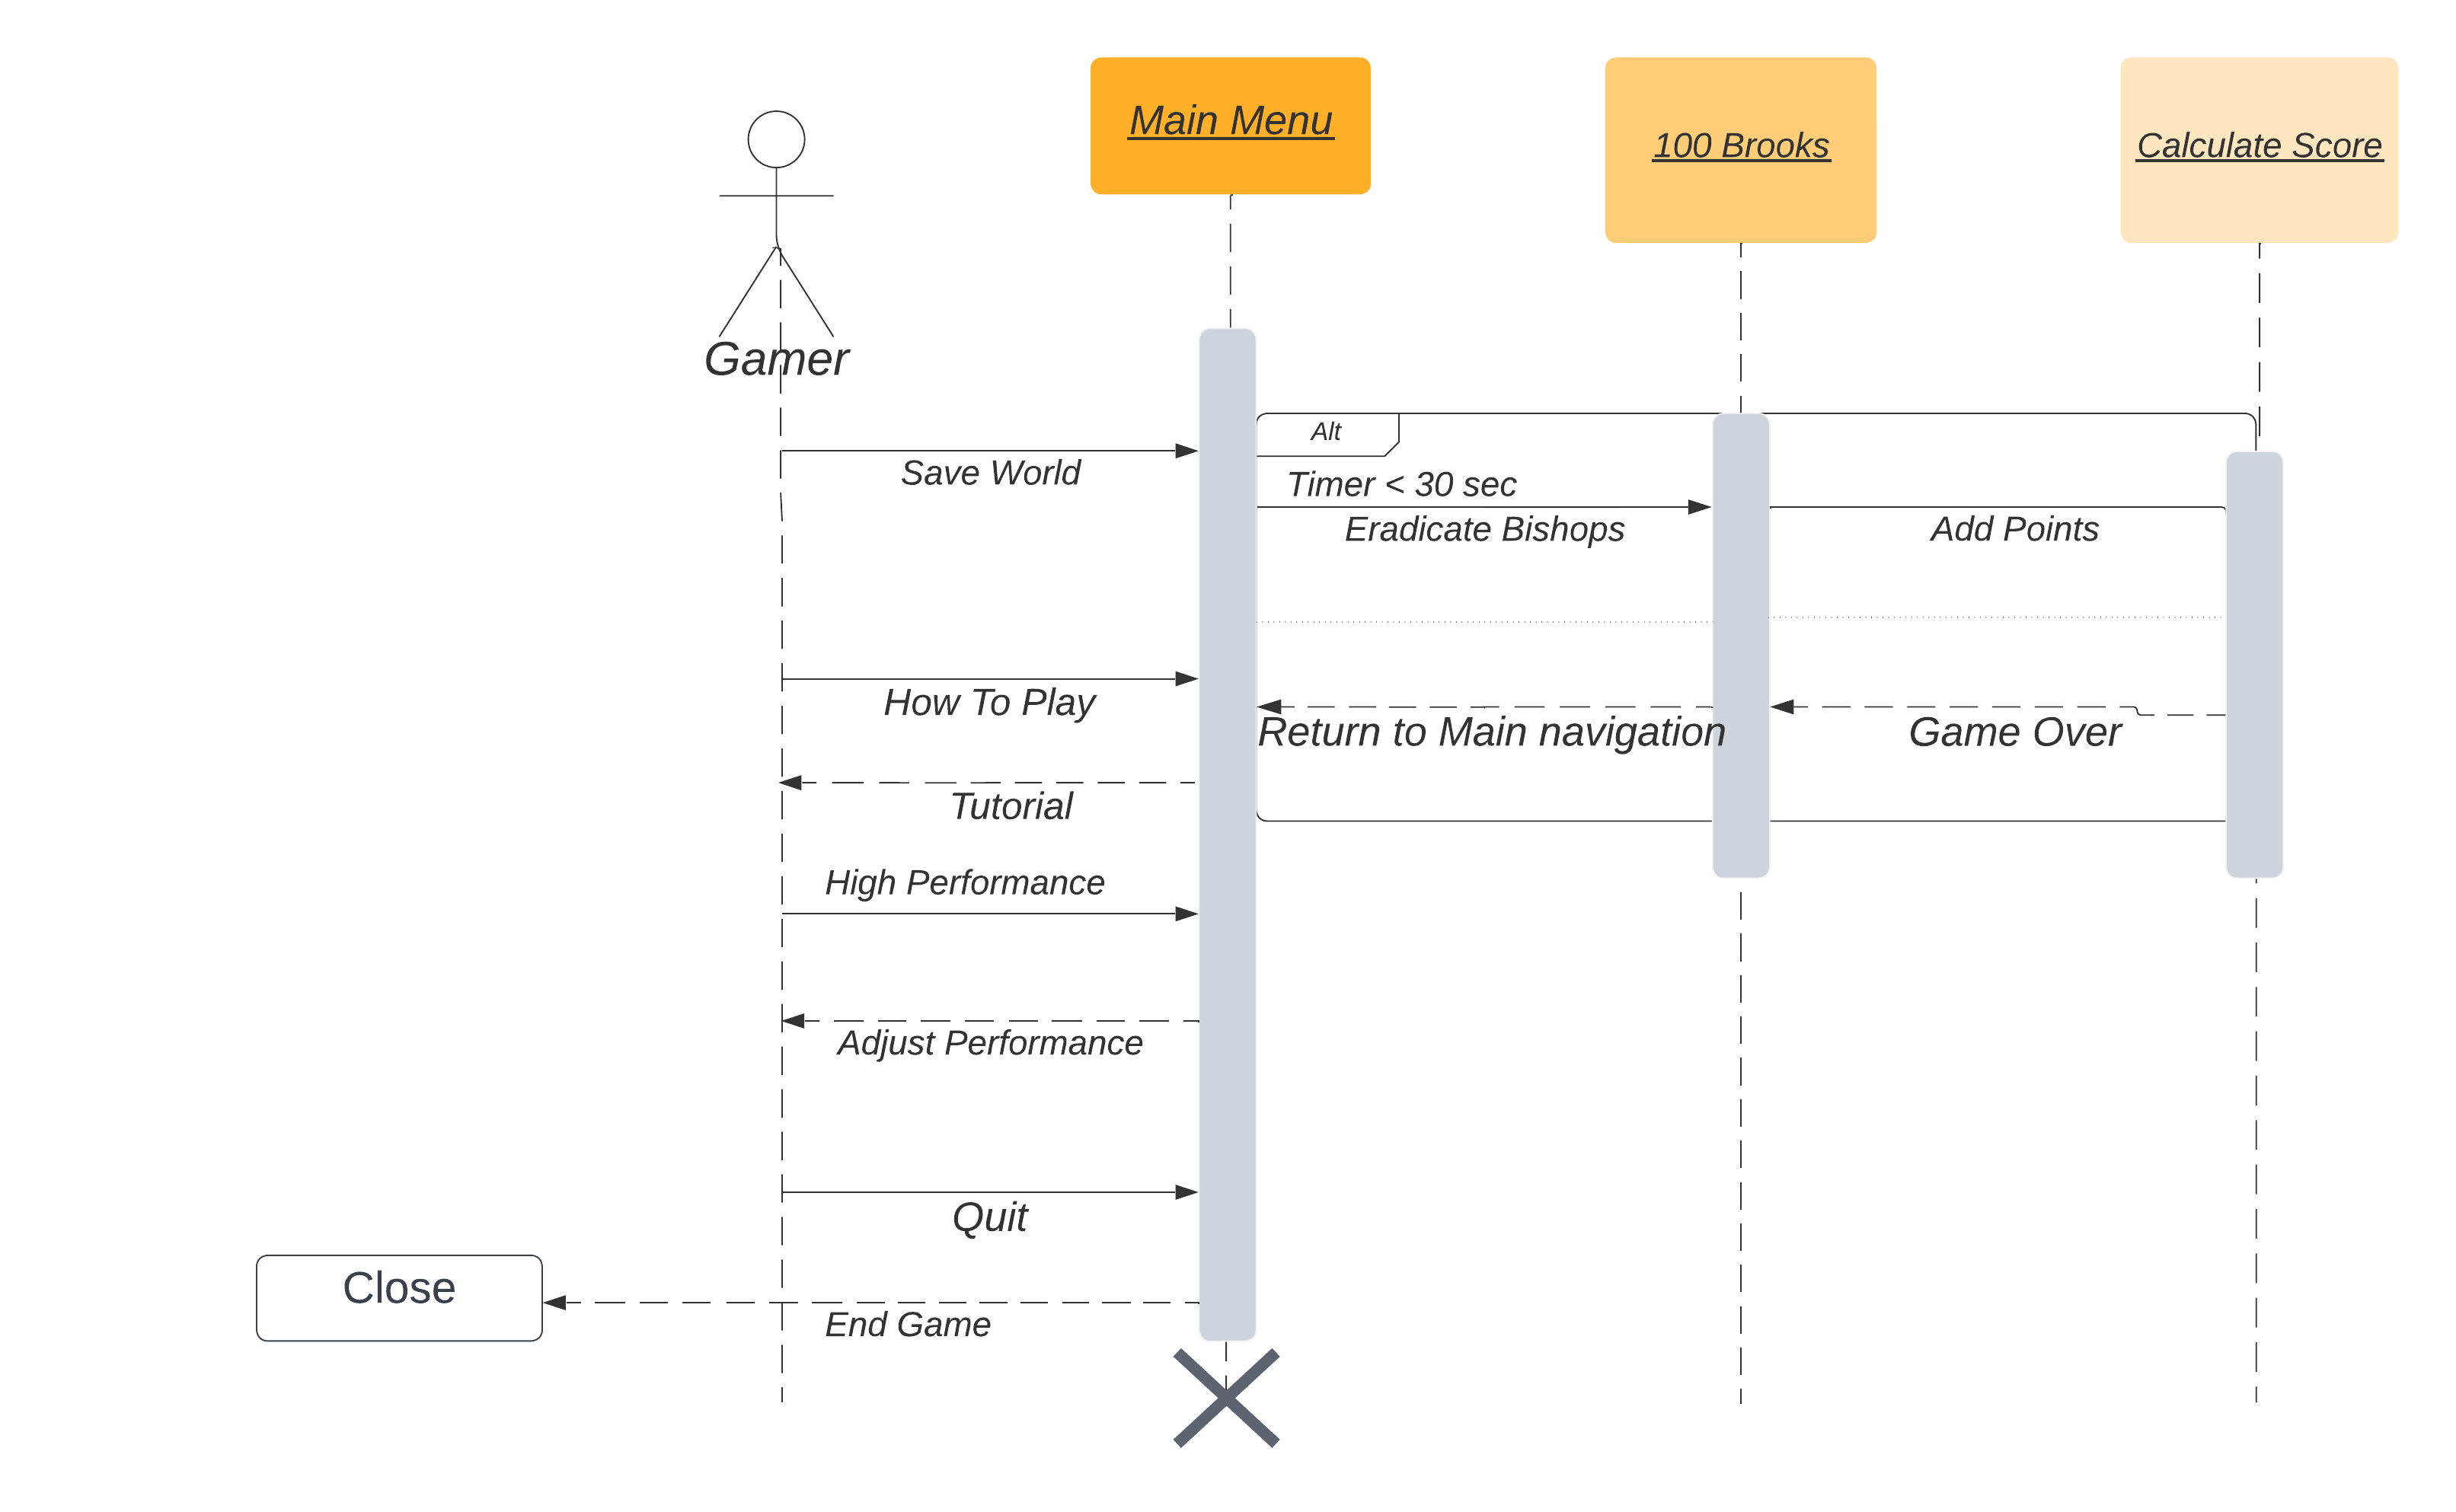 Main Menu
100 Brooks
Calculate Score
Gamer
Alt
Save World
Timer < 30 sec
Eradicate Bishops
Add Points
How To Play
Return to Main navigation
Game Over
Tutorial
High Performance
Adjust Performance
Quit
Close
End Game